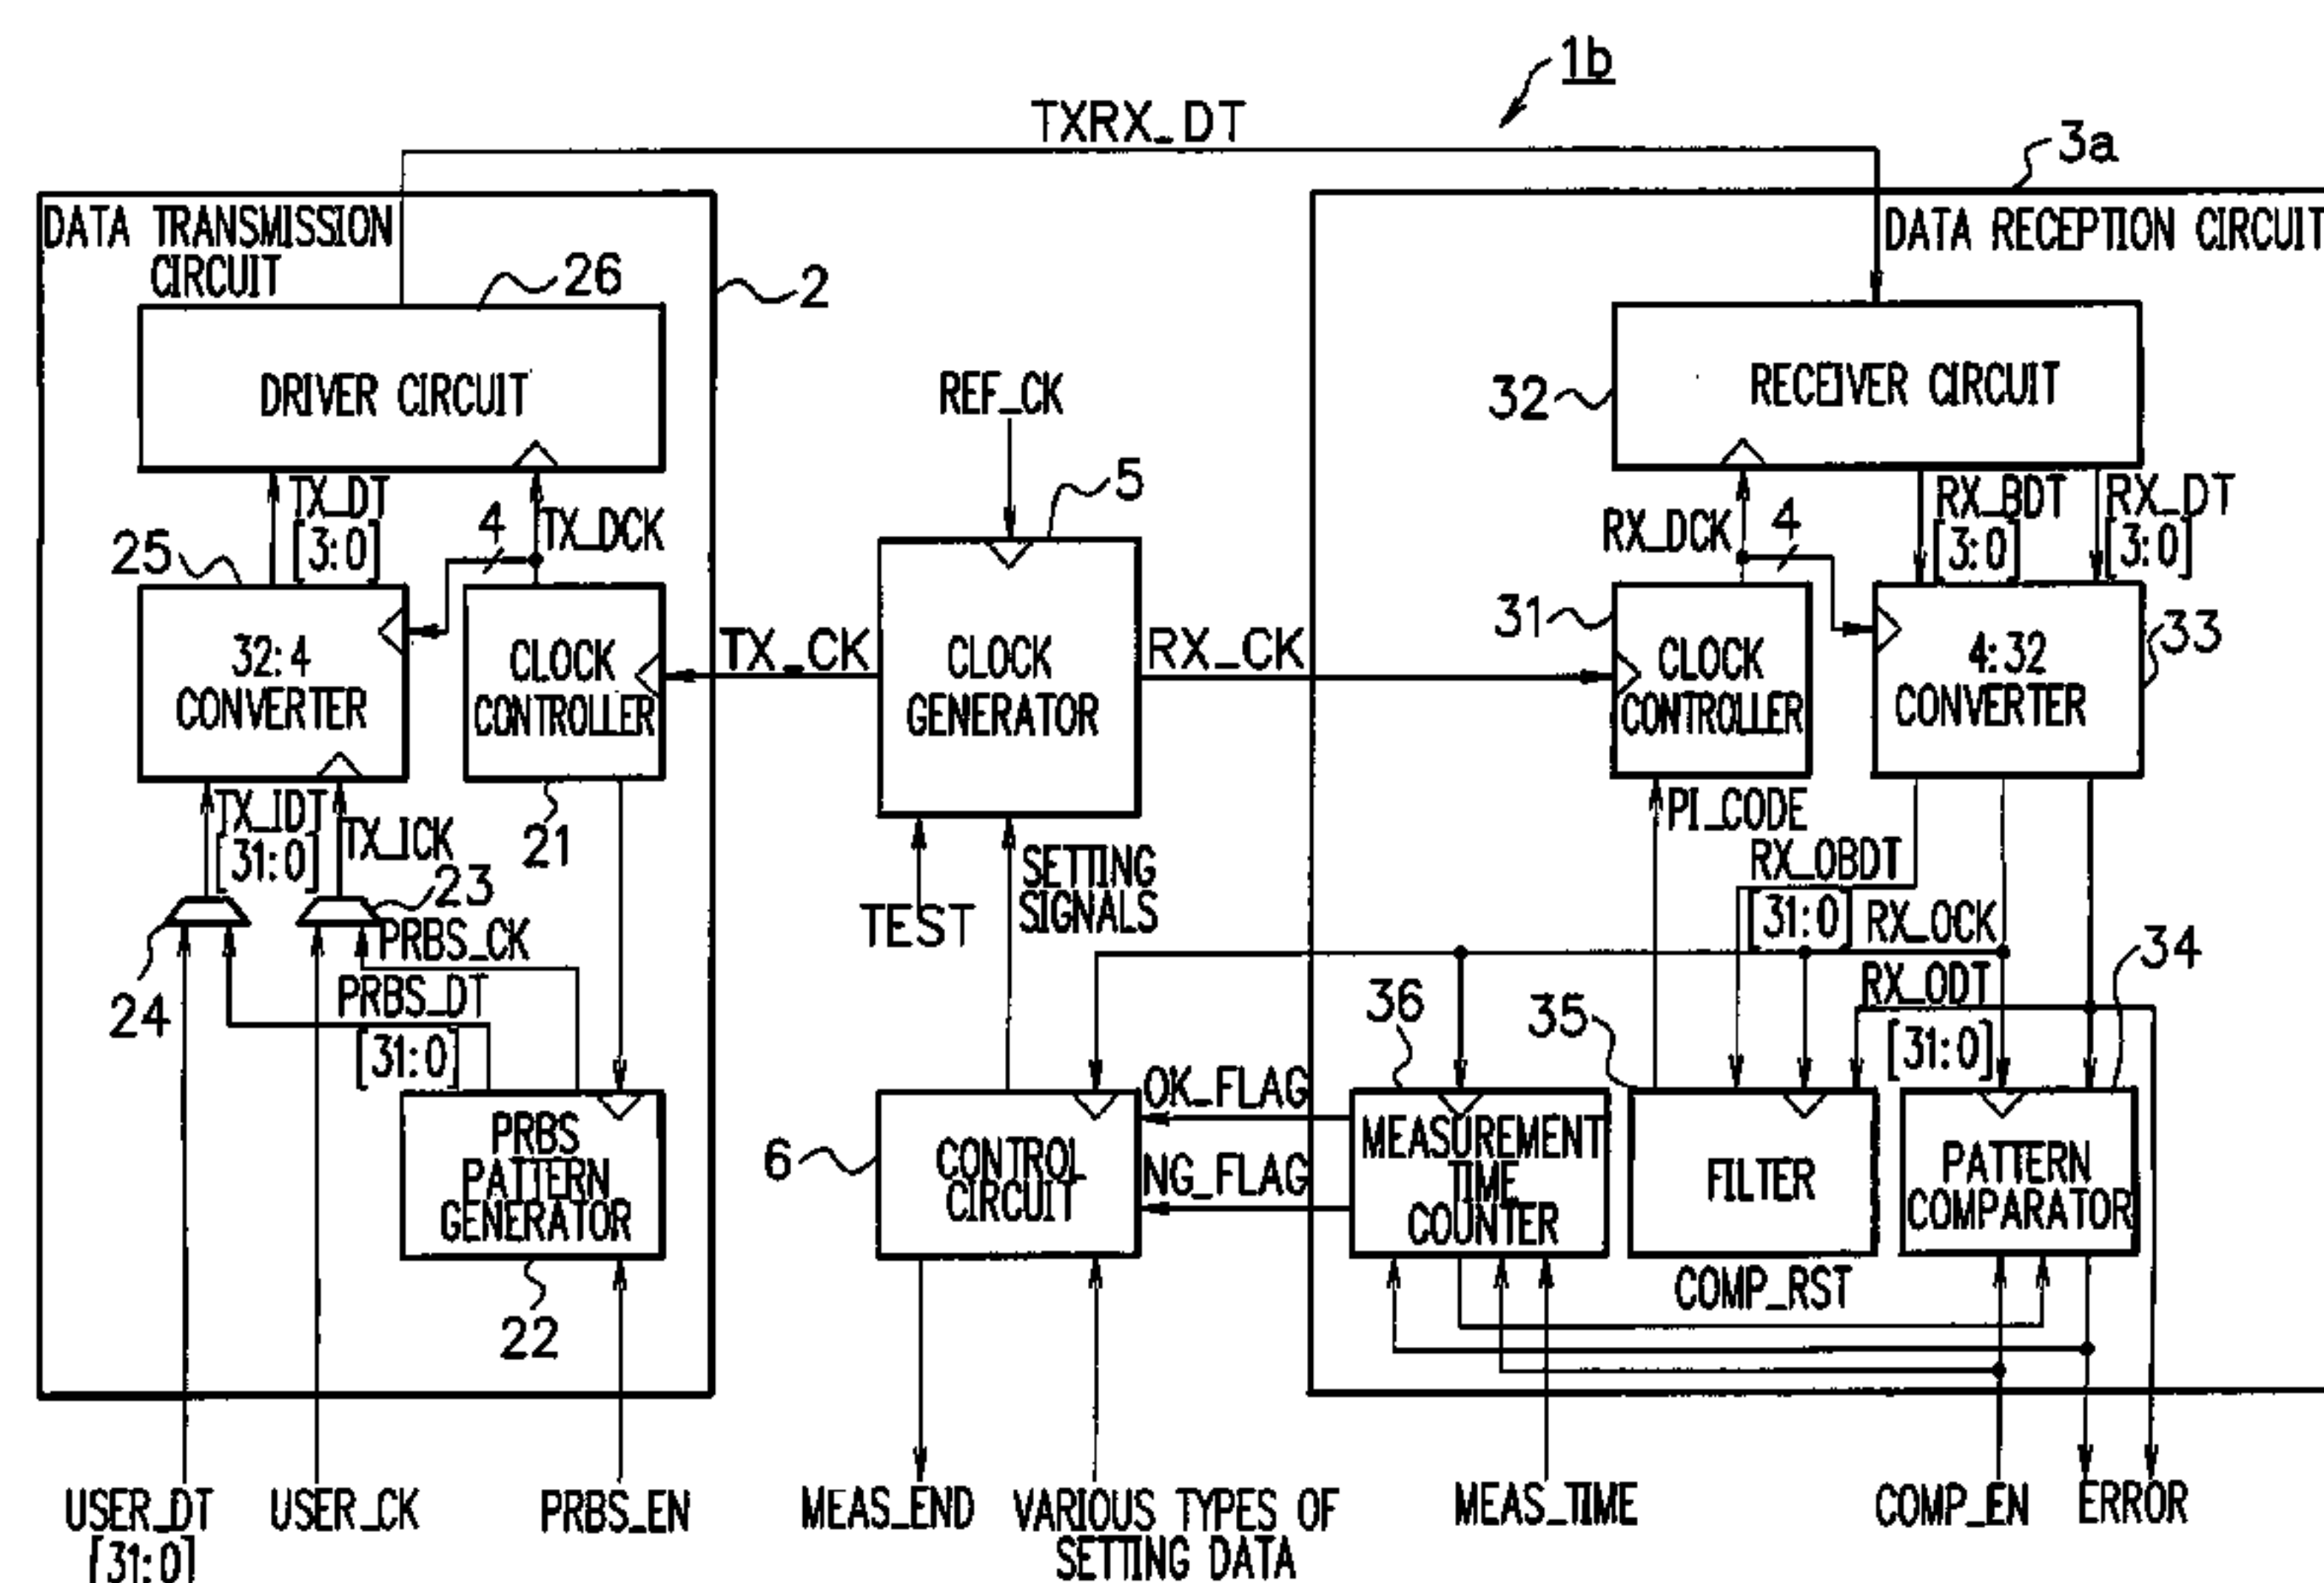 1b
TXRX_DT
3a
DATA TRANSMISSION
CIRCUIT
26
2
DRIVER CIRCUIT
DATA RECEPTION CIRCUIT
32
RECEIVER CIRCUIT
REF_CK
5
TX_DT
[3:0]
4
TX_DCK
25
RX_DCK
4
RX_BDT
[3:0]
RX_DT
[3:0]
32:4
CONVERTER
CLOCK
CONTROLLER
21
TX_CK
CLOCK
GENERATOR
RX_CK
31
CLOCK
CONTROLLER
4:32
CONVERTER
33
TX_IDT
[31:0]
TX_ICK
23
24
PRBS_CK
PRBS_DT
[31:0]
TEST
SETTING
SIGNALS
PI_CODE
RX_OBDT
[31:0]
RX_OCK
RX_ODT
[31:0]
34
36
35
PRBS
PATTERN
GENERATOR
22
6
CONTROL
CIRCUIT
OK_FLAG
NG_FLAG
MEASUREMENT
TIME
COUNTER
FILTER
PATTERN
COMPARATOR
COMP_RST
USER_DT
[31:0]
USER_CK
PRBS_EN
MEAS_END
VARIOUS TYPES OF
SETTING DATA
MEAS_TIME
COMP_EN
ERROR